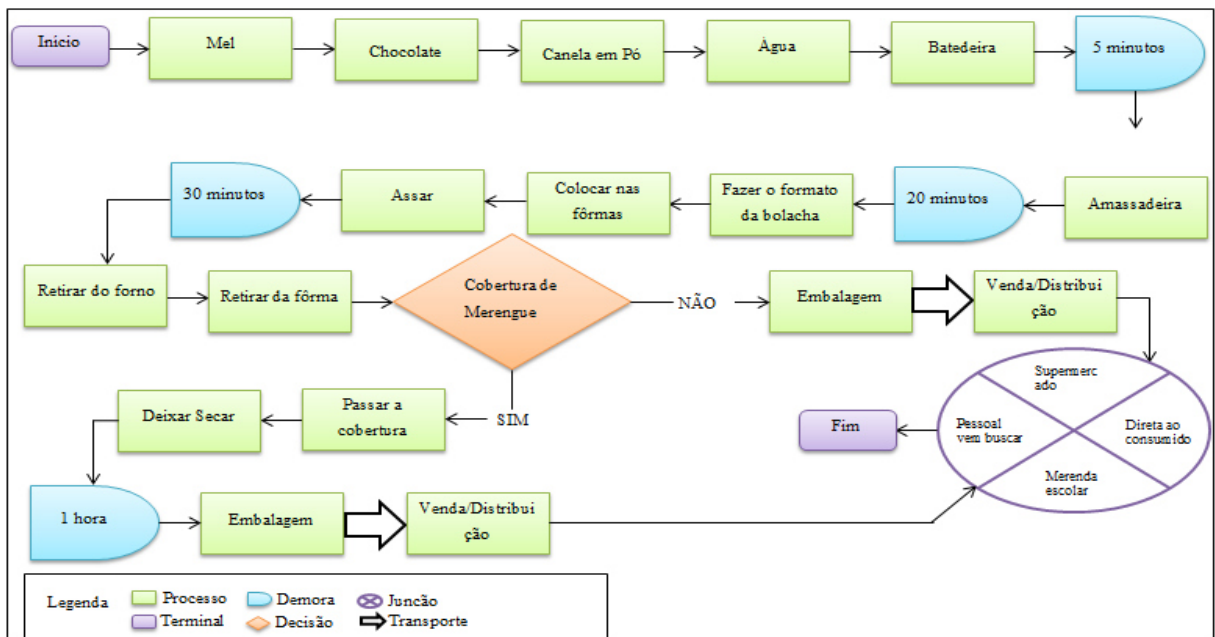 Início
Mel
Chocolate
Canela em Pó
Água
Batedeira
5 minutos
30 minutos
Assar
Colocar nas
fôrmas
Fazer o formato
da bolacha
20 minutos
Amassadeira
Retirar do forno
Retirar da fôrma
Cobertura de
Merengue
NÃO
Embalagem
Venda/Distribui
ção
Supermerc
ado
Pessoal
vem buscar
Direta ao
consumido
Merenda
escolar
Fim
Deixar Secar
Passar a
cobertura
SIM
1 hora
Embalagem
Venda/Distribui
ção
Legenda
Processo
Demora
Juncão
Terminal
Decisão
Transporte